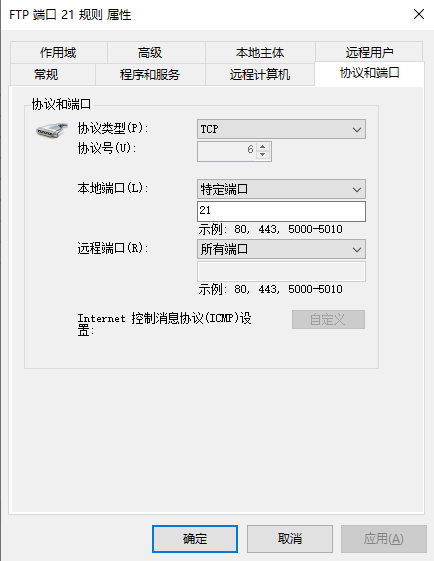 FTP 端口 21 规则 属性
作用域 高级 本地主体 远程用户
常规 程序和服务 远程计算机 协议和端口
协议和端口
协议类型(P): TCP
协议号(U): 6
本地端口(L): 特定端口
21
示例: 80, 443, 5000-5010
远程端口(R): 所有端口
示例: 80, 443, 5000-5010
Internet 控制消息协议(ICMP)设
置: 自定义
确定 取消 应用(A)